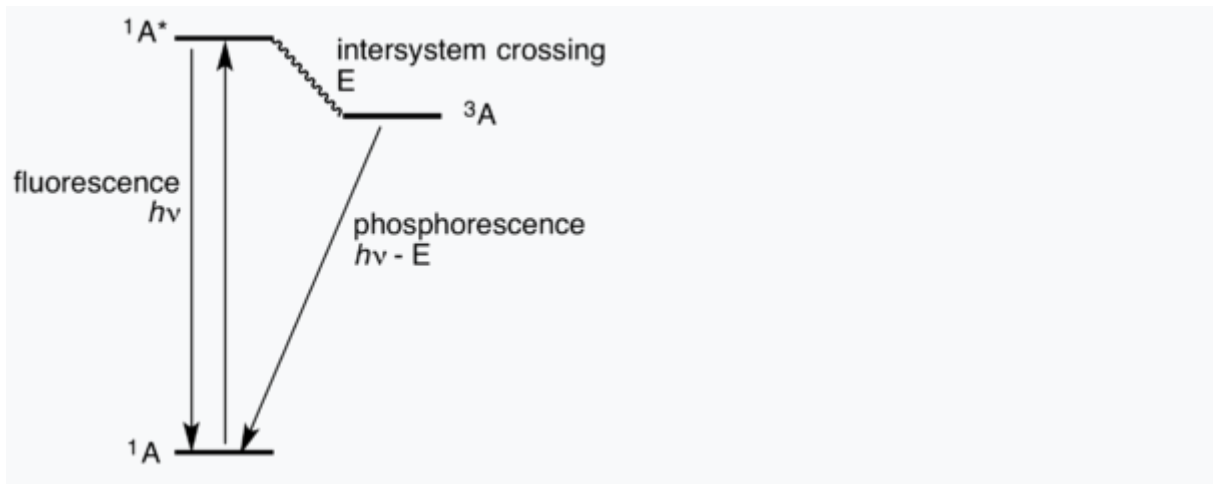 ¹A*
intersystem crossing
E
³A
fluorescence
hν
phosphorescence
hν - E
¹A